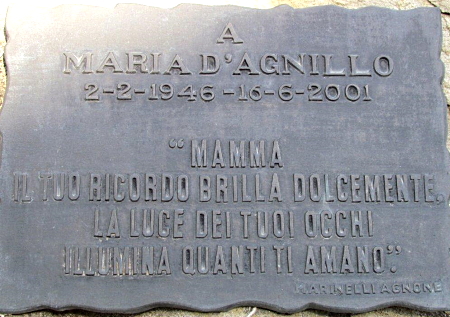 A
MARIA D'AGNILLO
2-2-1946-16-6-2001
"MAMMA
IL TUO RICORDO BRILLA DOLCEMENTE.
LA LUCE DEI TUOI OCCHI
ILLUMINA QUANTI TI AMANO".
MARINELLI AGNONE